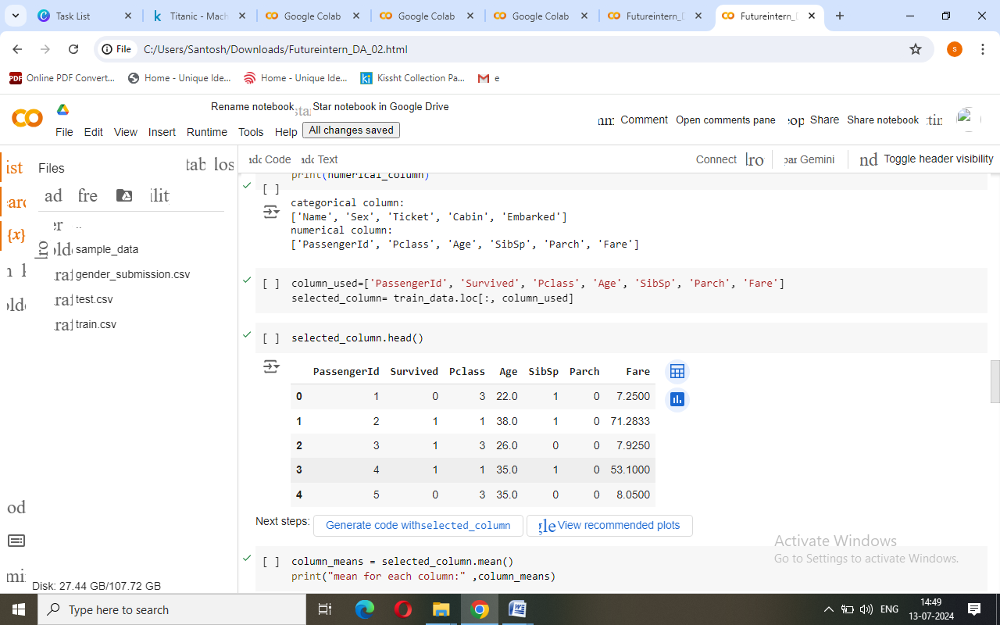 Task List
Titanic - Mach
Google Colab
Google Colab
Google Colab
Futureintern_D
Futureintern_D
File C:/Users/Santosh/Downloads/Futureintern_DA_02.html
s
PDF Online PDF Convert...
Home - Unique Ide...
Home - Unique Ide...
ki Kissht Collection Pa...
e
Rename notebook
sta
Star notebook in Google Drive
File Edit View Insert Runtime Tools Help All changes saved
Comment Open comments pane
Share Share notebook
Files
Code
Text
Connect
Gemini
Toggle header visibility
{x}
..
sample_data
gender_submission.csv
test.csv
train.csv
Disk: 27.44 GB/107.72 GB
print(numerical_column)
[ ]
categorical column:
['Name', 'Sex', 'Ticket', 'Cabin', 'Embarked']
numerical column:
['PassengerId', 'Pclass', 'Age', 'SibSp', 'Parch', 'Fare']
[ ] column_used=['PassengerId', 'Survived', 'Pclass', 'Age', 'SibSp', 'Parch', 'Fare']
selected_column= train_data.loc[:, column_used]
[ ] selected_column.head()
PassengerId Survived Pclass Age SibSp Parch Fare
0 1 0 3 22.0 1 0 7.2500
1 2 1 1 38.0 1 0 71.2833
2 3 1 3 26.0 0 0 7.9250
3 4 1 1 35.0 1 0 53.1000
4 5 0 3 35.0 0 0 8.0500
Next steps: Generate code withselected_column View recommended plots
[ ] column_means = selected_column.mean()
print("mean for each column:" ,column_means)
Activate Windows
Go to Settings to activate Windows.
Type here to search
ENG
14:49
13-07-2024